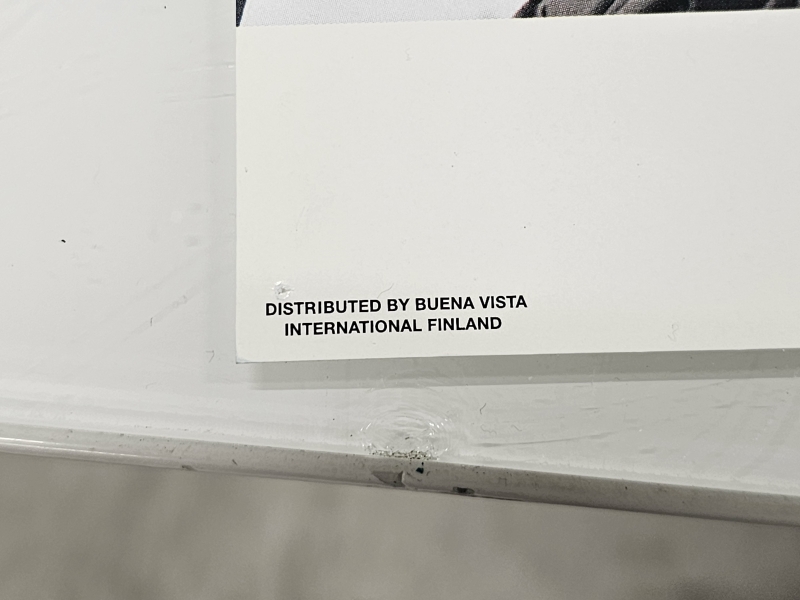 DISTRIBUTED BY BUENA VISTA
INTERNATIONAL FINLAND